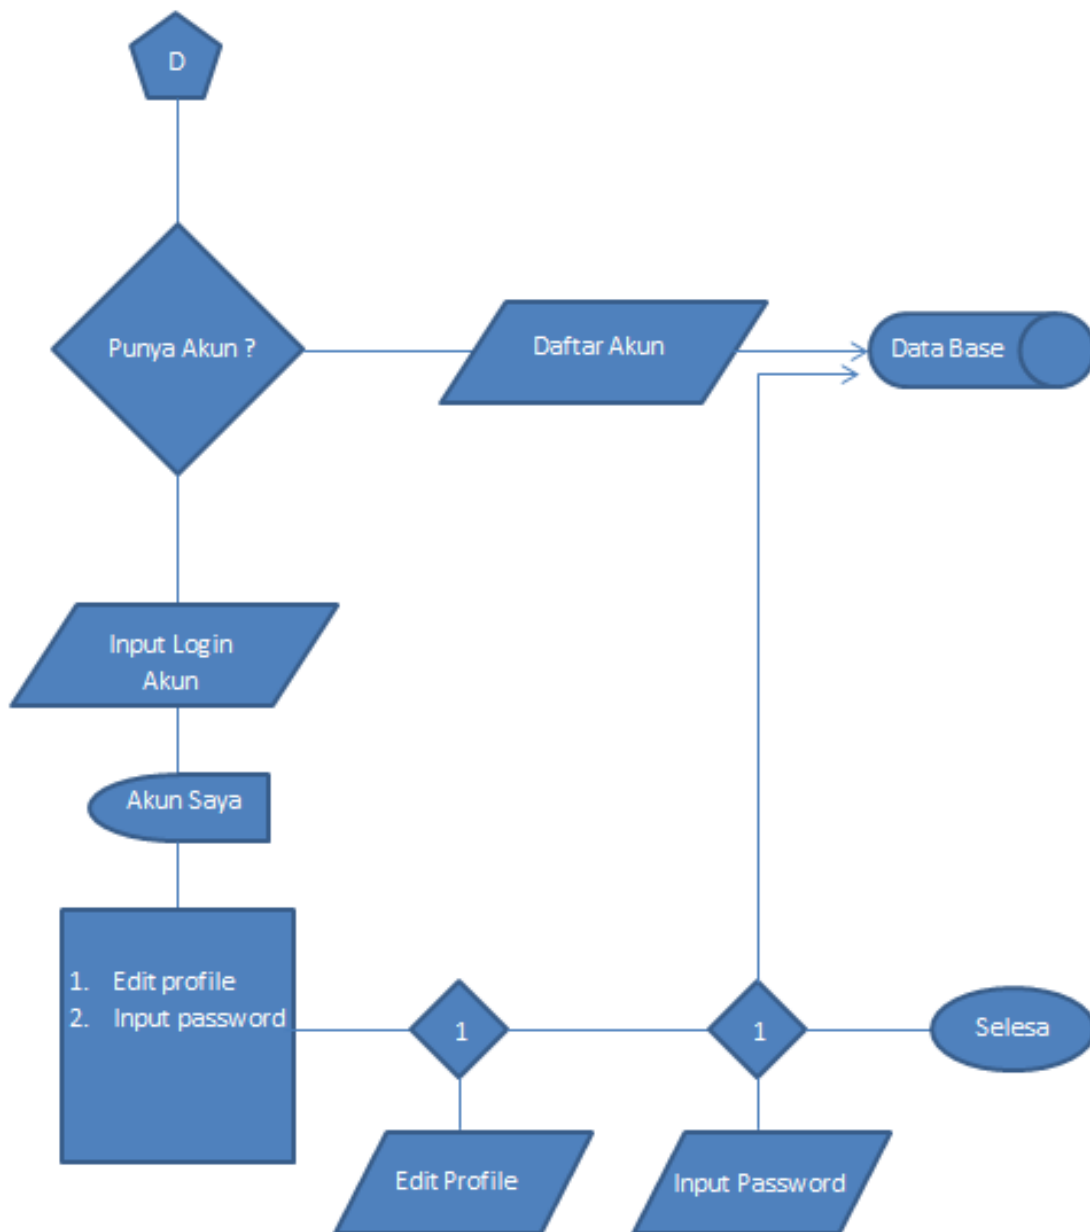 D
Punya Akun ?
Daftar Akun
Data Base
Input Login
Akun
Akun Saya
1. Edit profile
2. Input password
1
1
Selesa
Edit Profile
Input Password